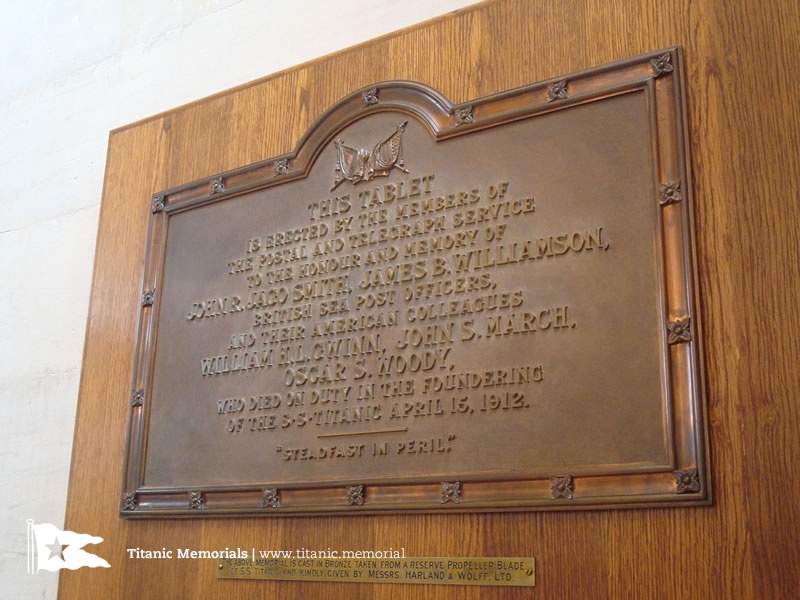 THIS TABLET
IS ERECTED BY THE MEMBERS OF
THE POSTAL AND TELEGRAPH SERVICE
TO THE HONOUR AND MEMORY OF
JOHN R. JAGO SMITH, JAMES B. WILLIAMSON,
BRITISH SEA POST OFFICERS,
AND THEIR AMERICAN COLLEAGUES
WILLIAM H. L. GWINN, JOHN S. MARCH,
OSCAR S. WOODY,
WHO DIED ON DUTY IN THE FOUNDERING
OF THE S·S·TITANIC APRIL 15, 1912.
"STEADFAST IN PERIL."
Titanic Memorials | www.titanic.memorial
THE ABOVE MEMORIAL IS CAST IN BRONZE TAKEN FROM A RESERVE PROPELLER BLADE
OF S.S. TITANIC AND KINDLY GIVEN BY MESSRS. HARLAND & WOLFF. LTD.